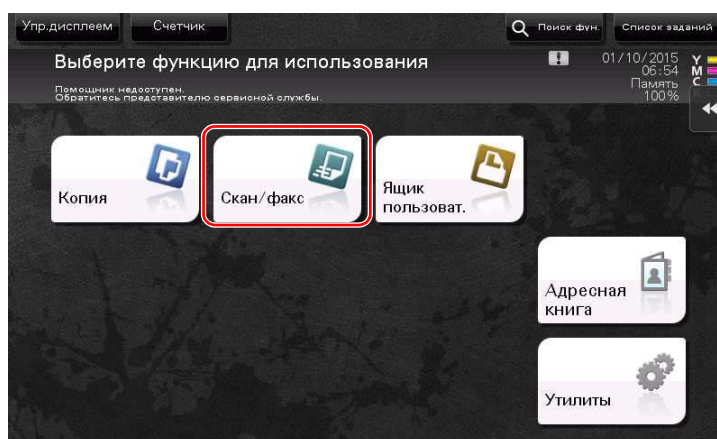 Упр.дисплеем
Счетчик
Поиск фун.
Список заданий
Выберите функцию для использования
Помощник недоступен.
Обратитесь представителю сервисной службы.
01/10/2015
06:54
Память
100%
Y
M
C
Копия
Скан/факс
Ящик
пользоват.
Адресная
книга
Утилиты